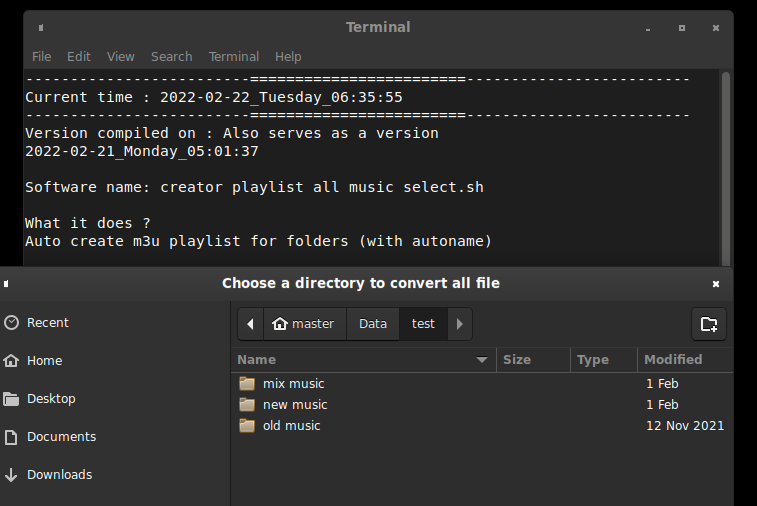 Terminal
File Edit View Search Terminal Help
-------------------------========================-------------------------
Current time : 2022-02-22_Tuesday_06:35:55
-------------------------========================-------------------------
Version compiled on : Also serves as a version
2022-02-21_Monday_05:01:37
Software name: creator playlist all music select.sh
What it does ?
Auto create m3u playlist for folders (with autoname)
Choose a directory to convert all file
Recent
Home
Desktop
Documents
Downloads
master Data test
Name Size Type Modified
mix music 1 Feb
new music 1 Feb
old music 12 Nov 2021